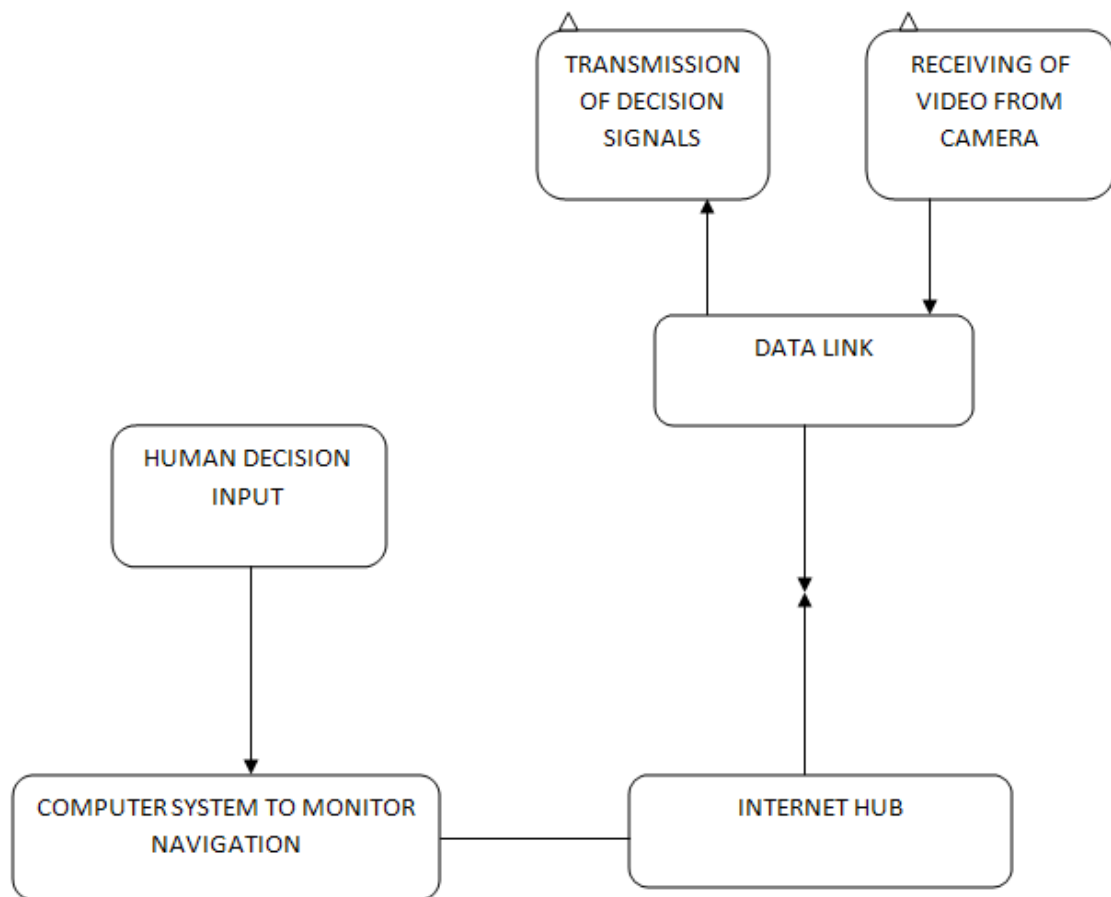 TRANSMISSION
OF DECISION
SIGNALS
RECEIVING OF
VIDEO FROM
CAMERA
DATA LINK
HUMAN DECISION
INPUT
COMPUTER SYSTEM TO MONITOR
NAVIGATION
INTERNET HUB